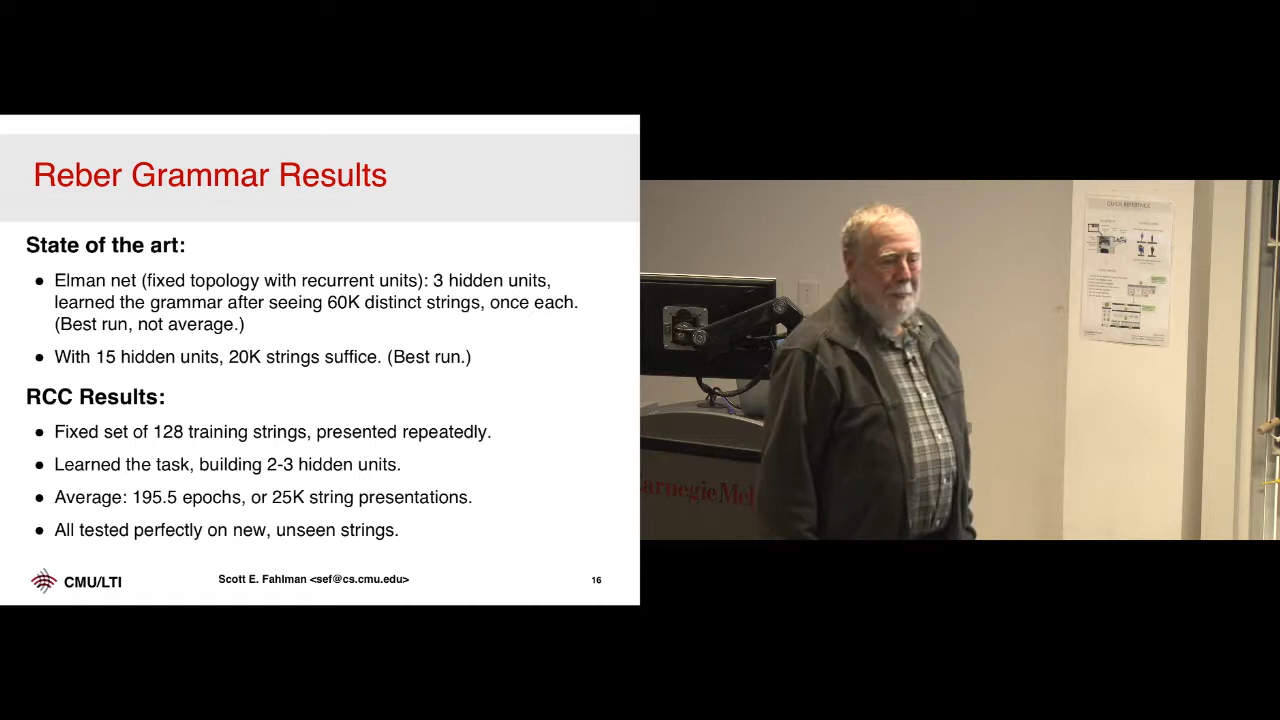 Reber Grammar Results
State of the art:
● Elman net (fixed topology with recurrent units): 3 hidden units,
learned the grammar after seeing 60K distinct strings, once each.
(Best run, not average.)
● With 15 hidden units, 20K strings suffice. (Best run.)
RCC Results:
● Fixed set of 128 training strings, presented repeatedly.
● Learned the task, building 2-3 hidden units.
● Average: 195.5 epochs, or 25K string presentations.
● All tested perfectly on new, unseen strings.
CMU/LTI
Scott E. Fahlman <sef@cs.cmu.edu>
16
QUICK REFERENCE
arnegie Mel